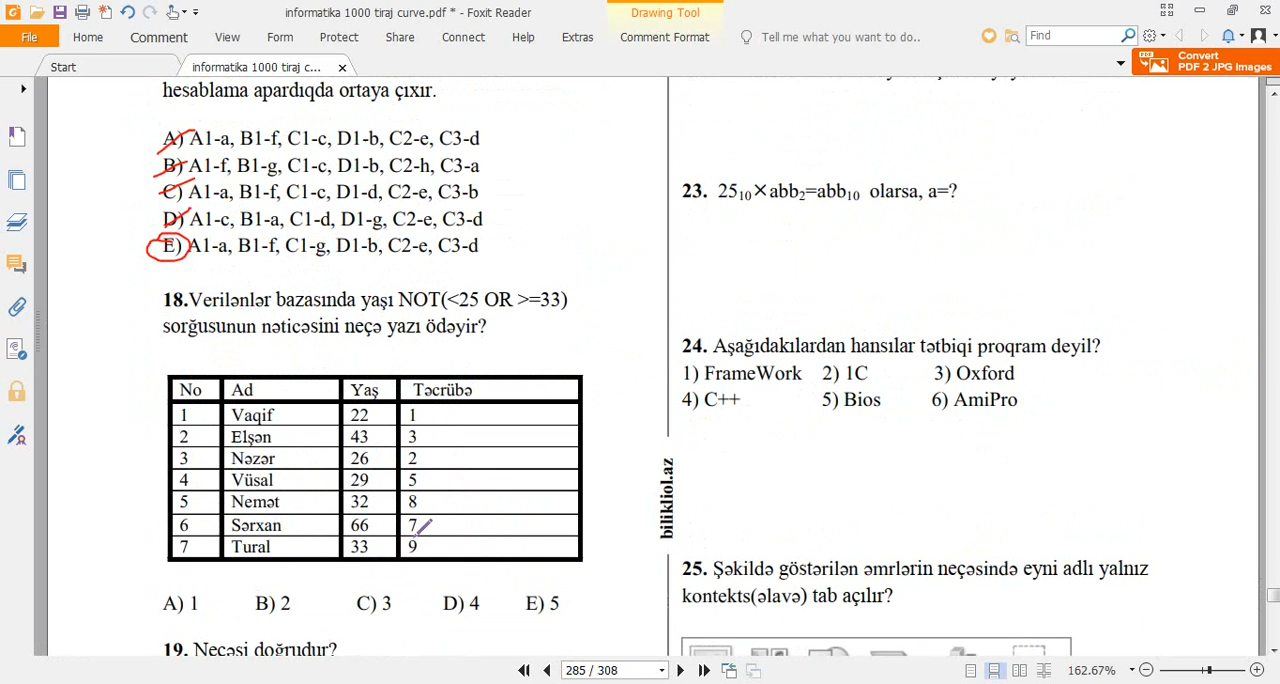 informatika 1000 tiraj curve.pdf * - Foxit Reader
Drawing Tool
File Home Comment View Form Protect Share Connect Help Extras Comment Format Tell me what you want to do.. Find
Start informatika 1000 tiraj c...
Convert
PDF 2 JPG Images
hesablama apardıqda ortaya çıxır.
A) A1-a, B1-f, C1-c, D1-b, C2-e, C3-d
B) A1-f, B1-g, C1-c, D1-b, C2-h, C3-a
C) A1-a, B1-f, C1-c, D1-d, C2-e, C3-b
D) A1-c, B1-a, C1-d, D1-g, C2-e, C3-d
E) A1-a, B1-f, C1-g, D1-b, C2-e, C3-d
18.Verilənlər bazasında yaşı NOT(<25 OR >=33)
sorğusunun nəticəsini neçə yazı ödəyir?
No Ad Yaş Təcrübə
1 Vaqif 22 1
2 Elşən 43 3
3 Nəzər 26 2
4 Vüsal 29 5
5 Nemət 32 8
6 Sərxan 66 7
7 Tural 33 9
A) 1 B) 2 C) 3 D) 4 E) 5
19. Neçəsi doğrudur?
23. 25₁₀×abb₂=abb₁₀ olarsa, a=?
24. Aşağıdakılardan hansılar tətbiqi proqram deyil?
1) FrameWork 2) 1C 3) Oxford
4) C++ 5) Bios 6) AmiPro
bilikliol.az
25. Şəkildə göstərilən əmrlərin neçəsində eyni adlı yalnız
kontekts(əlavə) tab açılır?
285 / 308
162.67%